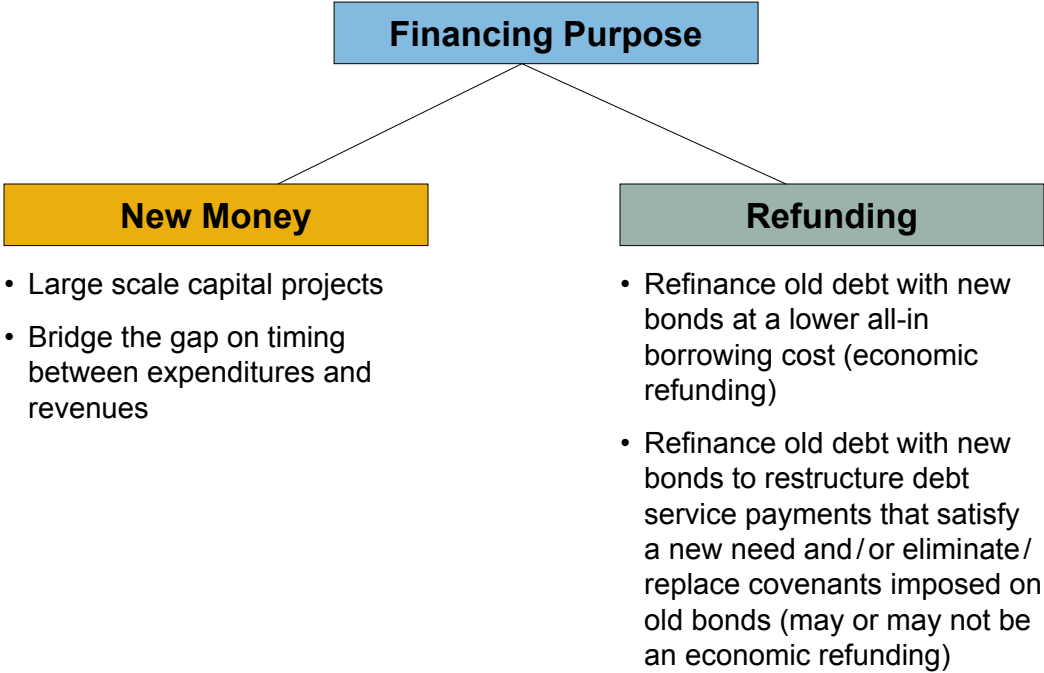 Financing Purpose
New Money
• Large scale capital projects
• Bridge the gap on timing
between expenditures and
revenues
Refunding
• Refinance old debt with new
bonds at a lower all-in
borrowing cost (economic
refunding)
• Refinance old debt with new
bonds to restructure debt
service payments that satisfy
a new need and/or eliminate/
replace covenants imposed on
old bonds (may or may not be
an economic refunding)